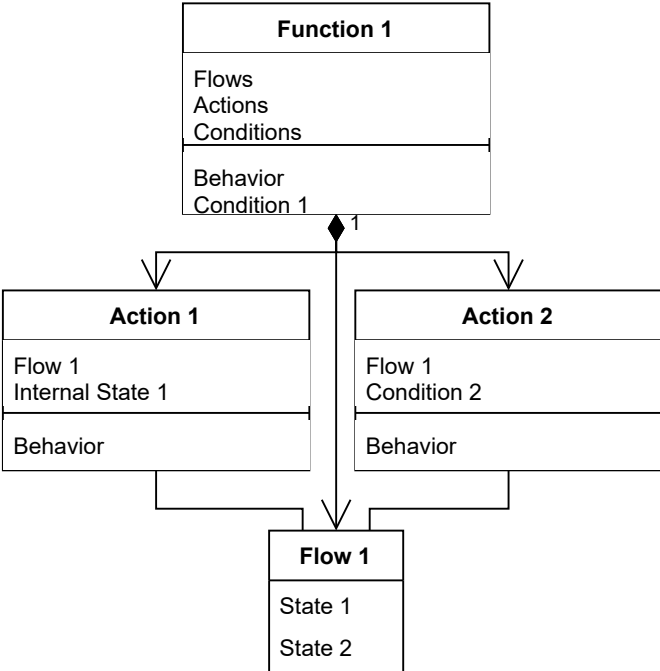 Function 1
Flows
Actions
Conditions
Behavior
Condition 1
1
Action 1
Flow 1
Internal State 1
Behavior
Action 2
Flow 1
Condition 2
Behavior
Flow 1
State 1
State 2